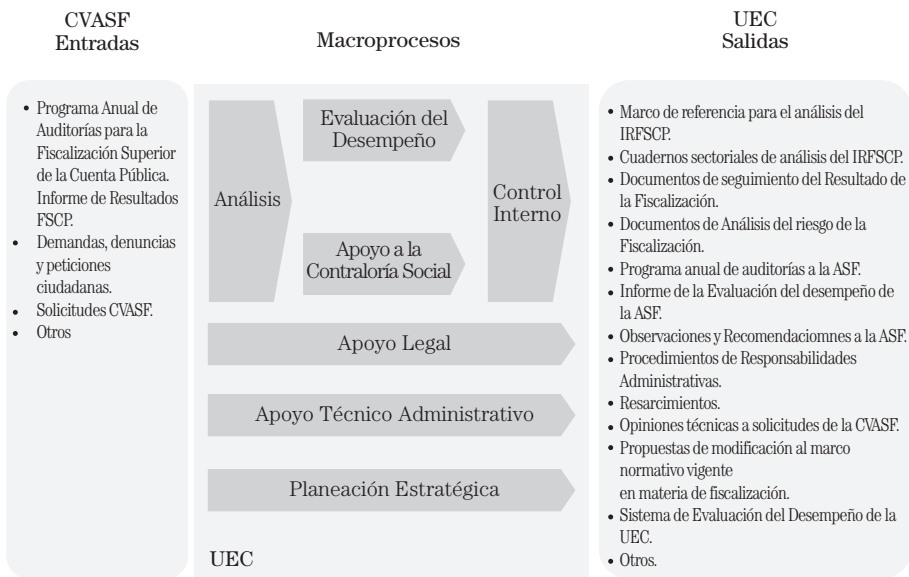 CVASF
Entradas
Macroprocesos
UEC
Salidas
• Programa Anual de
Auditorías para la
Fiscalización Superior
de la Cuenta Pública.
Informe de Resultados
FSCP.
• Demandas, denuncias
y peticiones
ciudadanas.
• Solicitudes CVASF.
• Otros
Análisis
Evaluación del
Desempeño
Apoyo a la
Contraloría Social
Control
Interno
Apoyo Legal
Apoyo Técnico Administrativo
Planeación Estratégica
UEC
• Marco de referencia para el análisis del
IRFSCP.
• Cuadernos sectoriales de análisis del IRFSCP.
• Documentos de seguimiento del Resultado de
la Fiscalización.
• Documentos de Análisis del riesgo de la
Fiscalización.
• Programa anual de auditorías a la ASF.
• Informe de la Evaluación del desempeño de
la ASF.
• Observaciones y Recomendaciomnes a la ASF.
• Procedimientos de Responsabilidades
Administrativas.
• Resarcimientos.
• Opiniones técnicas a solicitudes de la CVASF.
• Propuestas de modificación al marco
normativo vigente
en materia de fiscalización.
• Sistema de Evaluación del Desempeño de la
UEC.
• Otros.